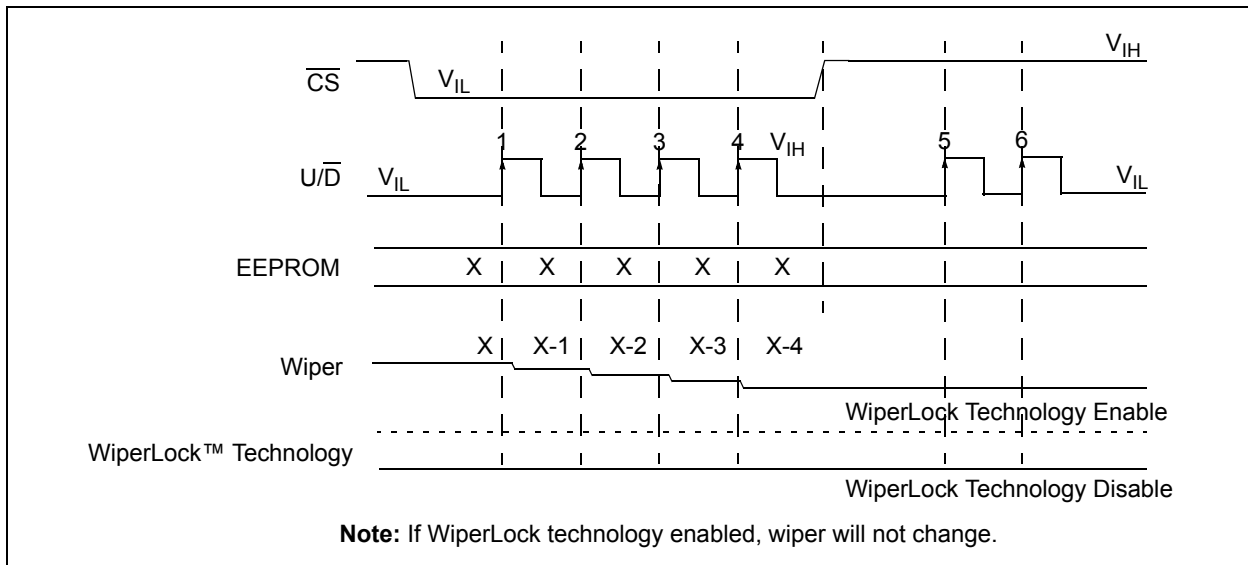 V_IH
C̅S̅ V_IL
1 2 3 4 V_IH 5 6
U/D̅ V_IL V_IL
EEPROM X X X X X
X X-1 X-2 X-3 X-4
Wiper
WiperLock Technology Enable
WiperLock™ Technology
WiperLock Technology Disable
Note: If WiperLock technology enabled, wiper will not change.